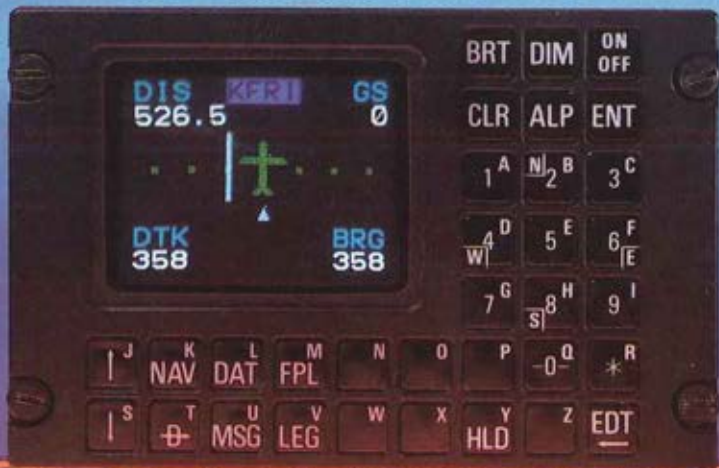 BRT DIM ON OFF
DIS KFRI GS
526.5 0
CLR ALP ENT
1 A N 2 B 3 C
DTK BRG
358 358
W 4 D 5 E 6 F E
7 G S 8 H 9 I
↑ J NAV K DAT L FPL M N O P -0- Q * R
↓ S D T MSG U LEG V W X HLD Y Z EDT ←